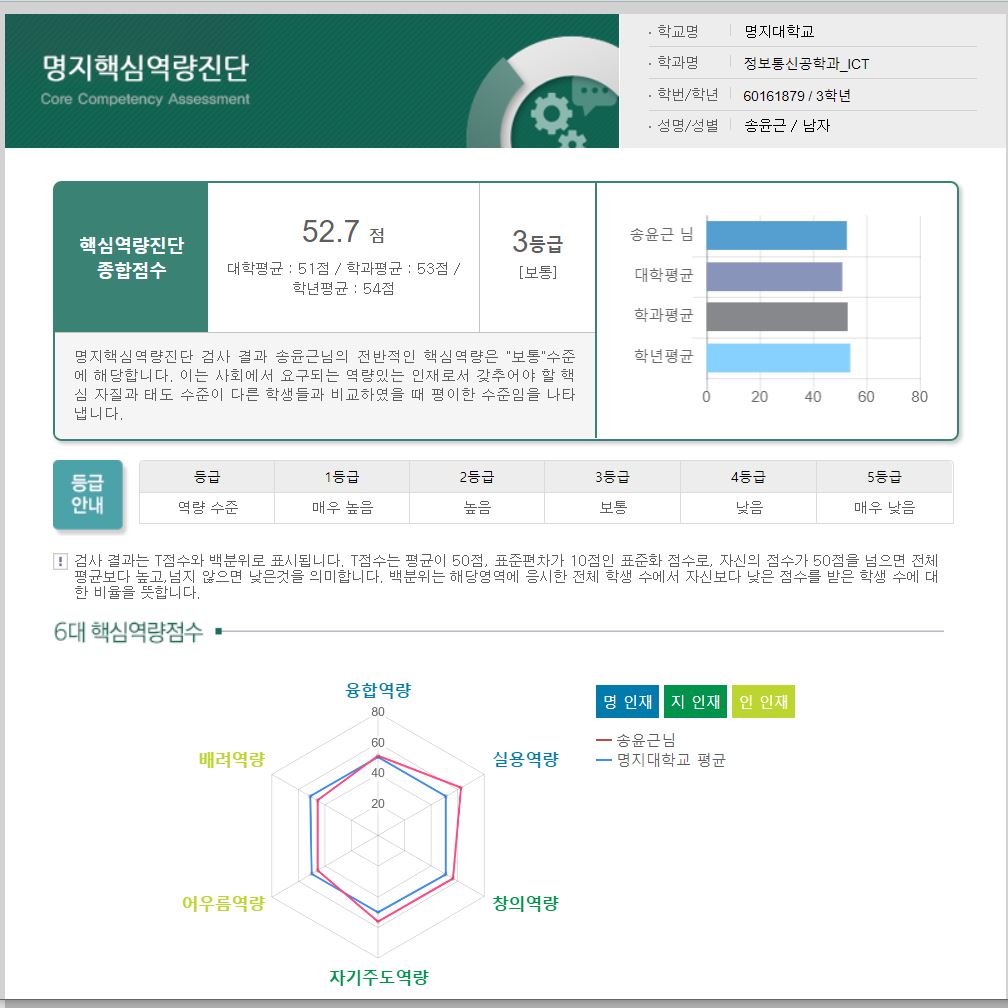 명지핵심역량진단
Core Competency Assessment
· 학교명 명지대학교
· 학과명 정보통신공학과_ICT
· 학번/학년 60161879 / 3학년
· 성명/성별 송윤근 / 남자
핵심역량진단
종합점수
52.7 점
대학평균 : 51점 / 학과평균 : 53점 /
학년평균 : 54점
3등급
[보통]
명지핵심역량진단 검사 결과 송윤근님의 전반적인 핵심역량은 "보통"수준
에 해당합니다. 이는 사회에서 요구되는 역량있는 인재로서 갖추어야 할 핵
심 자질과 태도 수준이 다른 학생들과 비교하였을 때 평이한 수준임을 나타
냅니다.
송윤근 님
대학평균
학과평균
학년평균
0 20 40 60 80
등급
안내
등급 1등급 2등급 3등급 4등급 5등급
역량 수준 매우 높음 높음 보통 낮음 매우 낮음
! 검사 결과는 T점수와 백분위로 표시됩니다. T점수는 평균이 50점, 표준편차가 10점인 표준화 점수로, 자신의 점수가 50점을 넘으면 전체
평균보다 높고,넘지 않으면 낮은것을 의미합니다. 백분위는 해당영역에 응시한 전체 학생 수에서 자신보다 낮은 점수를 받은 학생 수에 대
한 비율을 뜻합니다.
6대 핵심역량점수
융합역량
80
60
40
20
배려역량
실용역량
어우름역량
창의역량
자기주도역량
명 인재 지 인재 인 인재
송윤근님
명지대학교 평균